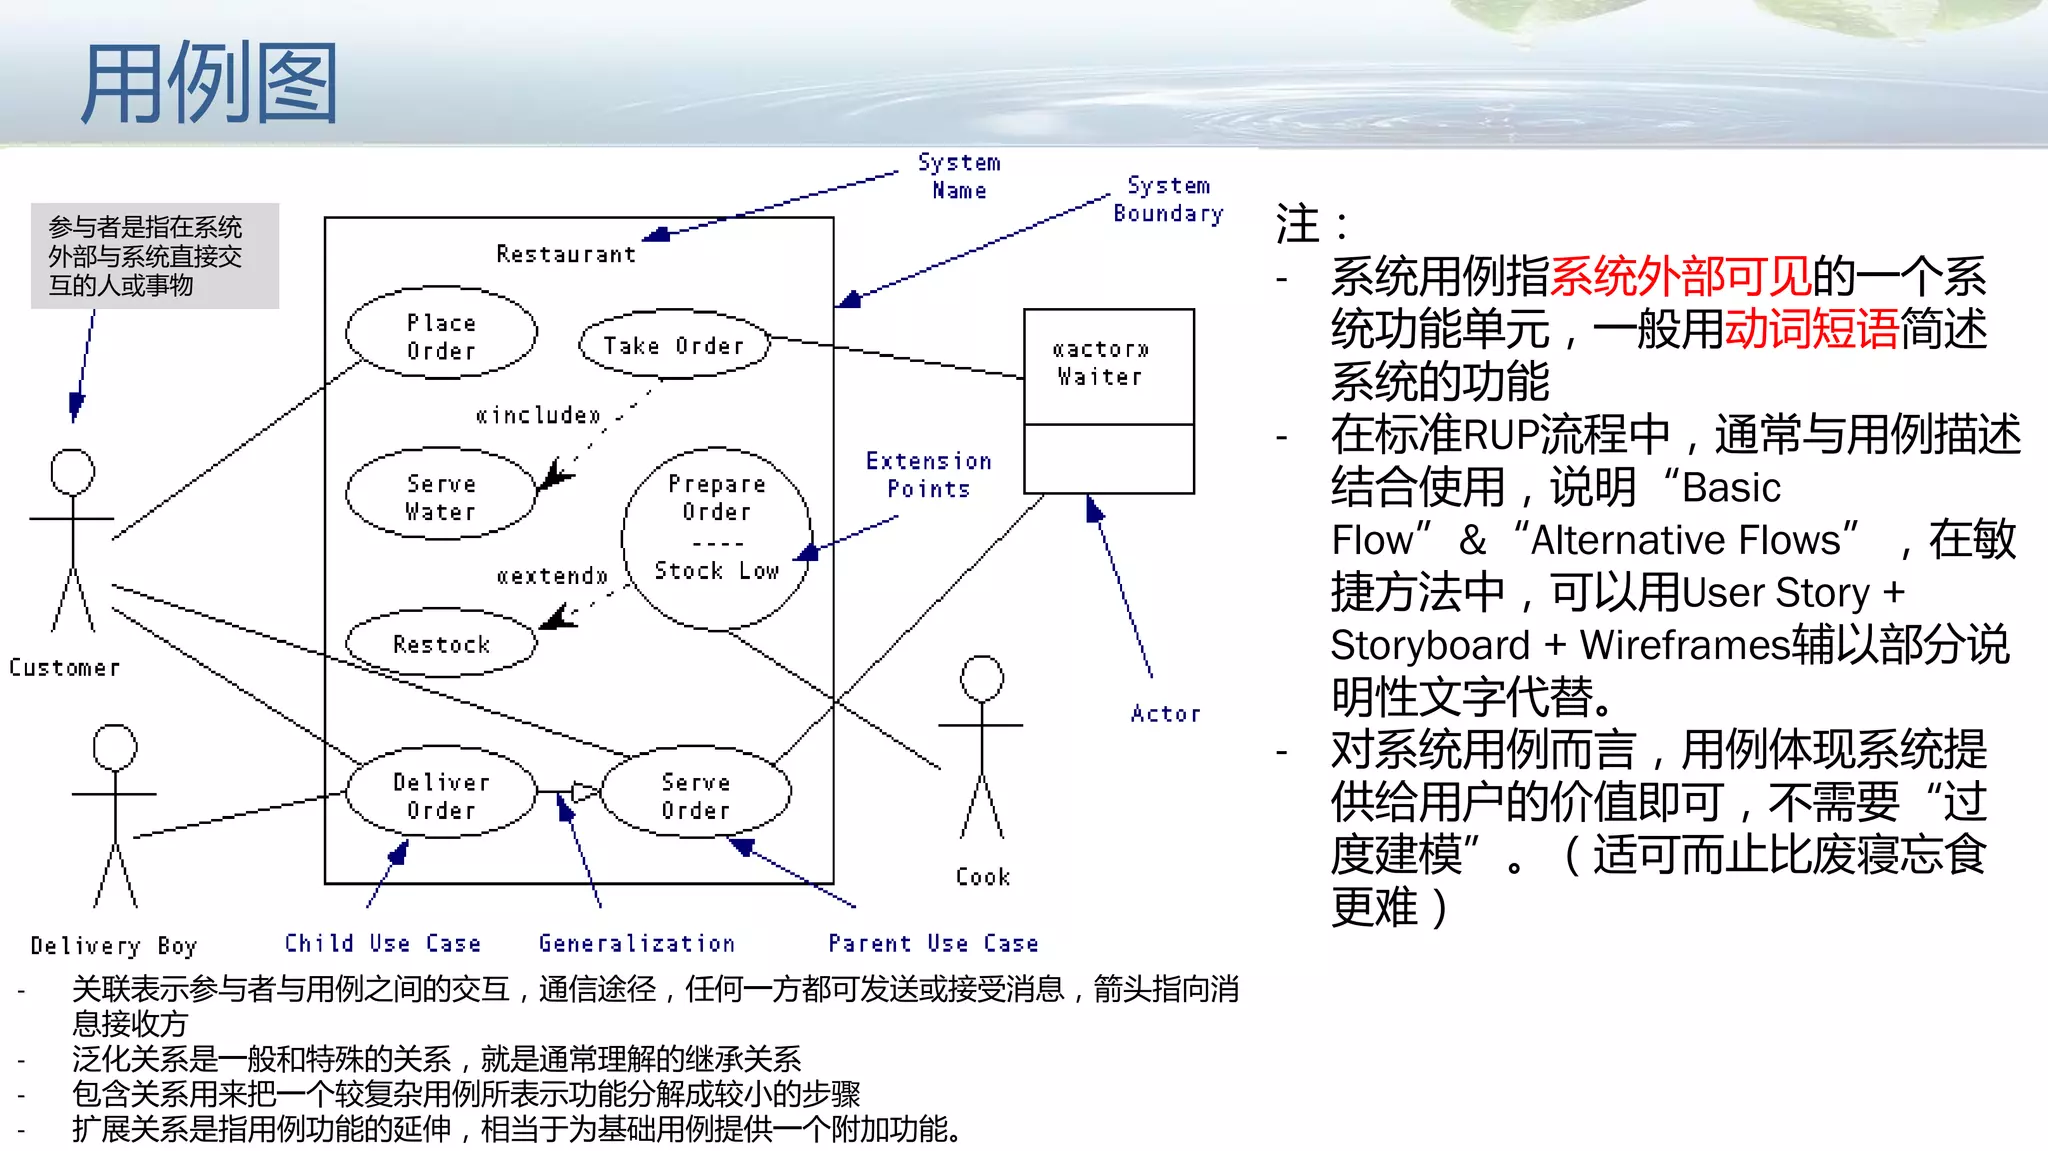 用例图
参与者是指在系统
外部与系统直接交
互的人或事物
System
Name
System
Boundary
Restaurant
Place
Order
Take Order
«actor»
Waiter
«include»
Serve
Water
Prepare
Order
----
Stock Low
Extension
Points
«extend»
Restock
Customer
Actor
Deliver
Order
Serve
Order
Cook
Delivery Boy
Child Use Case
Generalization
Parent Use Case
- 关联表示参与者与用例之间的交互，通信途径，任何一方都可发送或接受消息，箭头指向消
息接收方
- 泛化关系是一般和特殊的关系，就是通常理解的继承关系
- 包含关系用来把一个较复杂用例所表示功能分解成较小的步骤
- 扩展关系是指用例功能的延伸，相当于为基础用例提供一个附加功能。
注：
- 系统用例指系统外部可见的一个系
统功能单元，一般用动词短语简述
系统的功能
- 在标准RUP流程中，通常与用例描述
结合使用，说明“Basic
Flow”&“Alternative Flows”，在敏
捷方法中，可以用User Story +
Storyboard + Wireframes辅以部分说
明性文字代替。
- 对系统用例而言，用例体现系统提
供给用户的价值即可，不需要“过
度建模”。（适可而止比废寝忘食
更难）